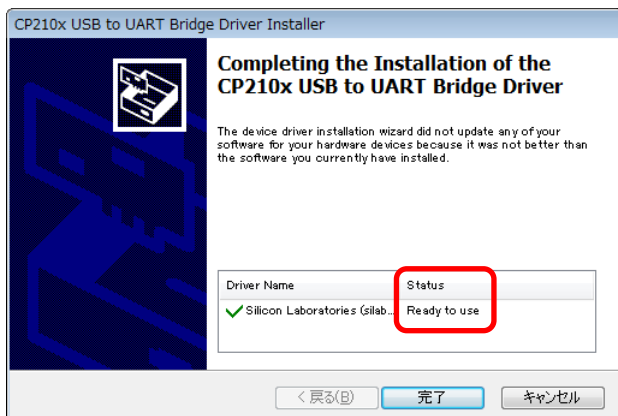 CP210x USB to UART Bridge Driver Installer
Completing the Installation of the
CP210x USB to UART Bridge Driver
The device driver installation wizard did not update any of your
software for your hardware devices because it was not better than
the software you currently have installed.
Driver Name Status
Silicon Laboratories (silab... Ready to use
< 戻る(B) 完了 キャンセル